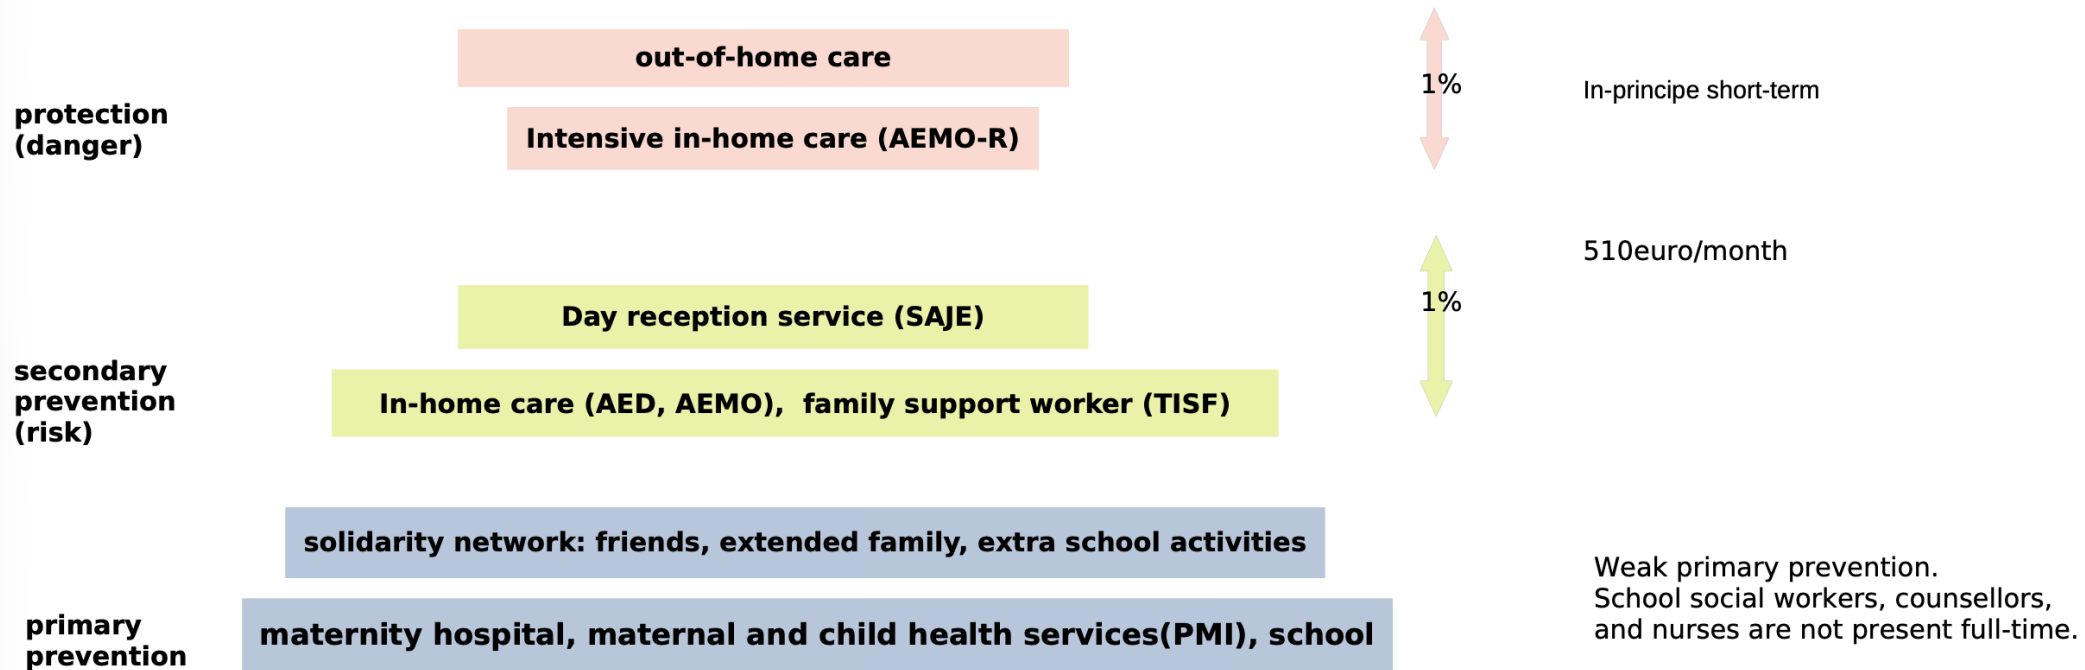 out-of-home care
1%
In-principe short-term
protection
(danger)
Intensive in-home care (AEMO-R)
510euro/month
Day reception service (SAJE)
1%
secondary
prevention
(risk)
In-home care (AED, AEMO),  family support worker (TISF)
solidarity network: friends, extended family, extra school activities
Weak primary prevention.
School social workers, counsellors,
and nurses are not present full-time.
primary
prevention
maternity hospital, maternal and child health services(PMI), school